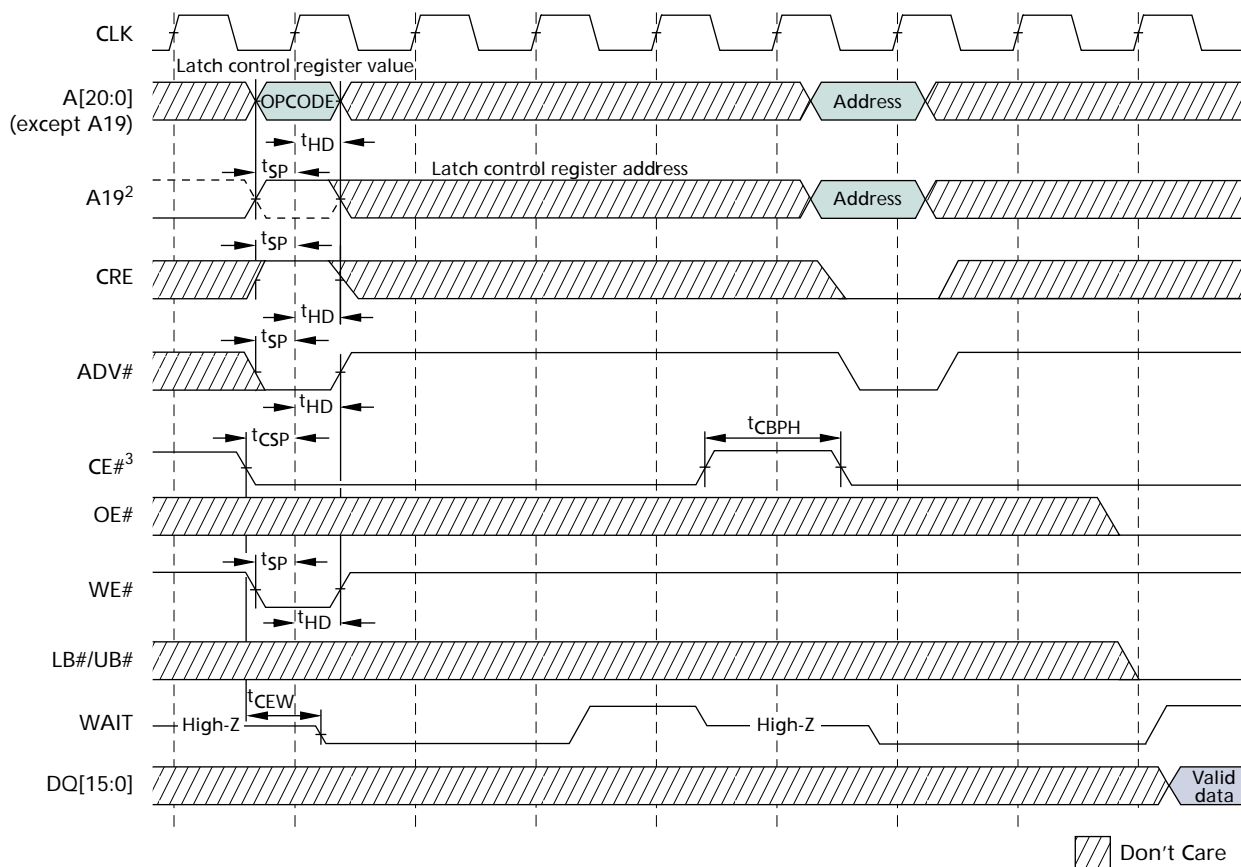 CLK
Latch control register value
A[20:0]
(except A19)
OPCODE
Address
tHD
tSP
Latch control register address
A19²
Address
tSP
CRE
tHD
tSP
ADV#
tHD
tCSP
tCBPH
CE#³
OE#
tSP
WE#
tHD
LB#/UB#
tCEW
WAIT
High-Z
High-Z
DQ[15:0]
Valid
data
Don't Care